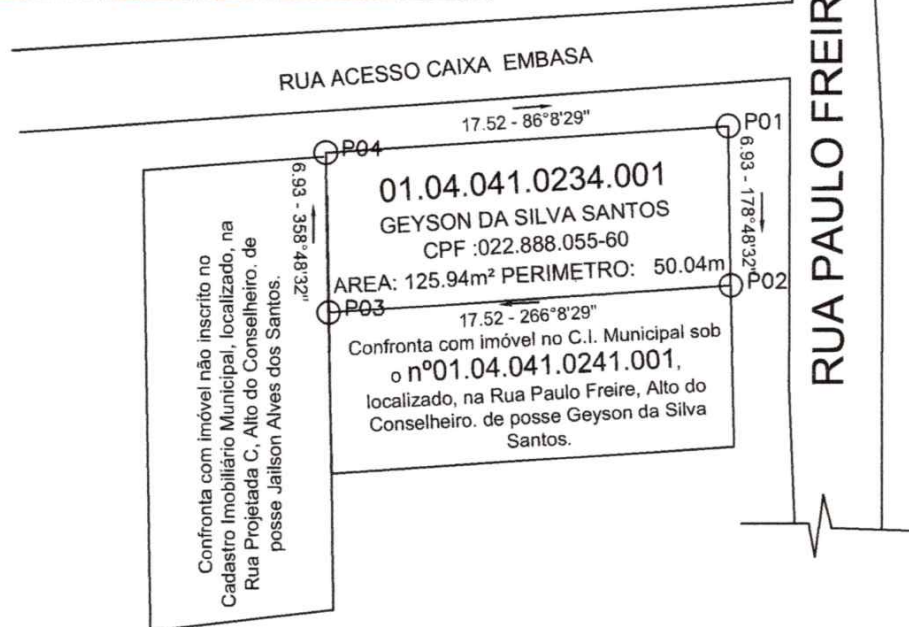 RUA ACESSO CAIXA EMBASA
17.52 - 86°8'29"
P04
P01
01.04.041.0234.001
GEYSON DA SILVA SANTOS
CPF :022.888.055-60
AREA: 125.94m² PERIMETRO: 50.04m
6.93 - 358°48'32"
6.93 - 178°48'32"
P03
P02
17.52 - 266°8'29"
Confronta com imóvel no C.I. Municipal sob
o nº01.04.041.0241.001,
localizado, na Rua Paulo Freire, Alto do
Conselheiro. de posse Geyson da Silva
Santos.
Confronta com imóvel não inscrito no
Cadastro Imobiliário Municipal, localizado, na
Rua Projetada C, Alto do Conselheiro. de
posse Jailson Alves dos Santos.
RUA PAULO FREIR